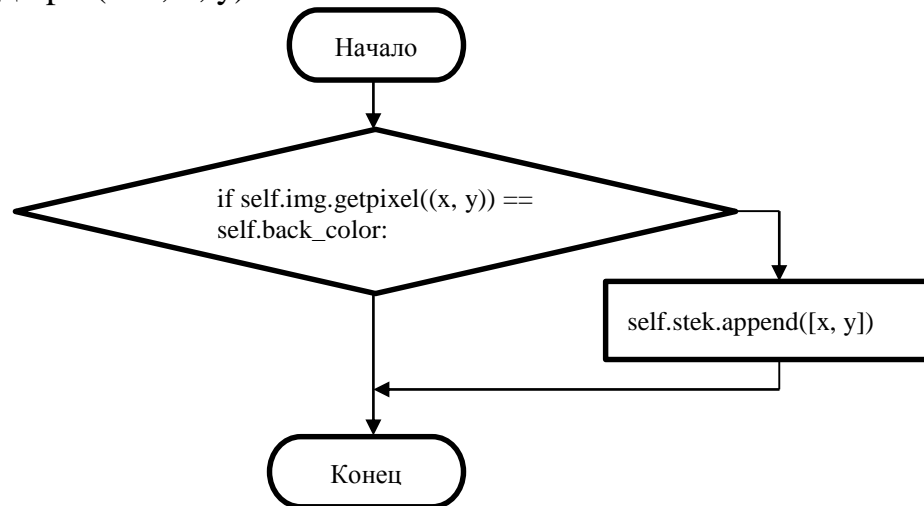 Начало
if self.img.getpixel((x, y)) ==
self.back_color:
self.stek.append([x, y])
Конец